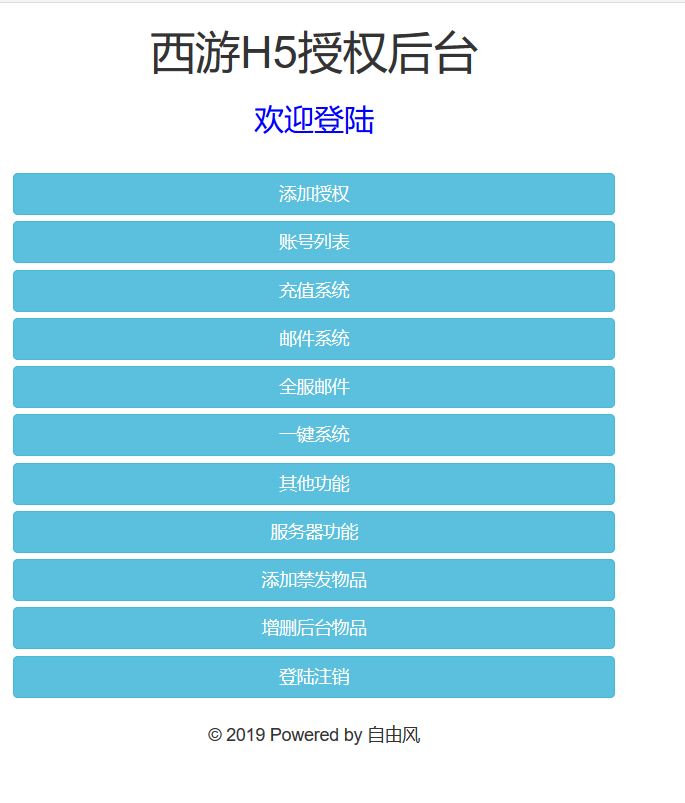 西游H5授权后台
欢迎登陆
添加授权
账号列表
充值系统
邮件系统
全服邮件
一键系统
其他功能
服务器功能
添加禁发物品
增删后台物品
登陆注销
© 2019 Powered by 自由风